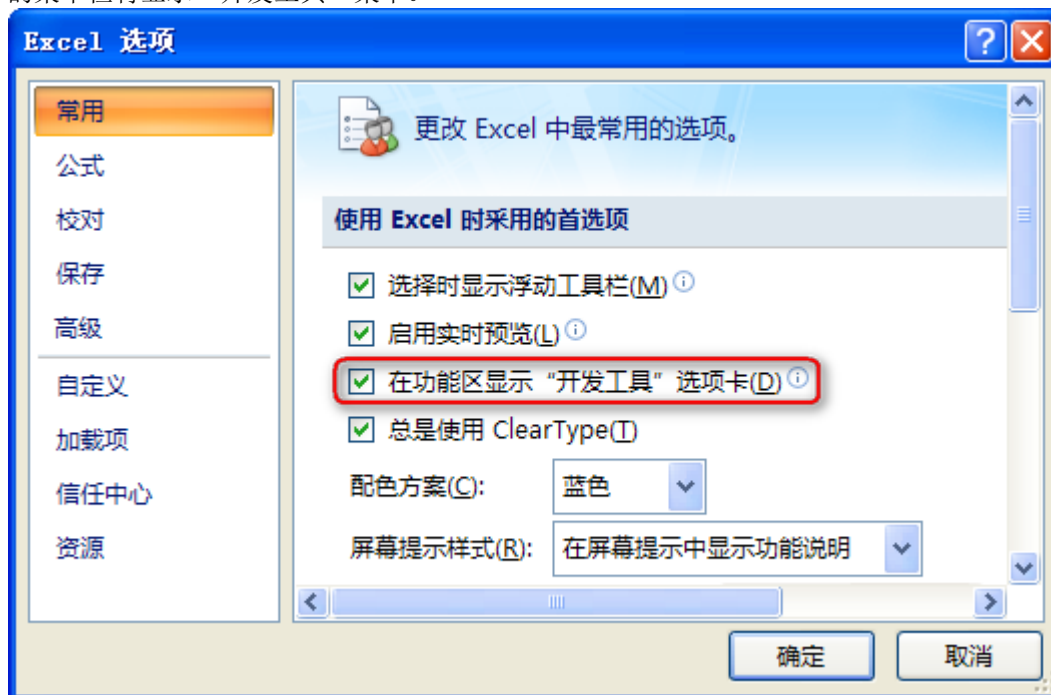 Excel 选项
常用
公式
校对
保存
高级
自定义
加载项
信任中心
资源
更改 Excel 中最常用的选项。
使用 Excel 时采用的首选项
选择时显示浮动工具栏(M)
启用实时预览(L)
在功能区显示“开发工具”选项卡(D)
总是使用 ClearType(T)
配色方案(C): 蓝色
屏幕提示样式(R): 在屏幕提示中显示功能说明
确定 取消